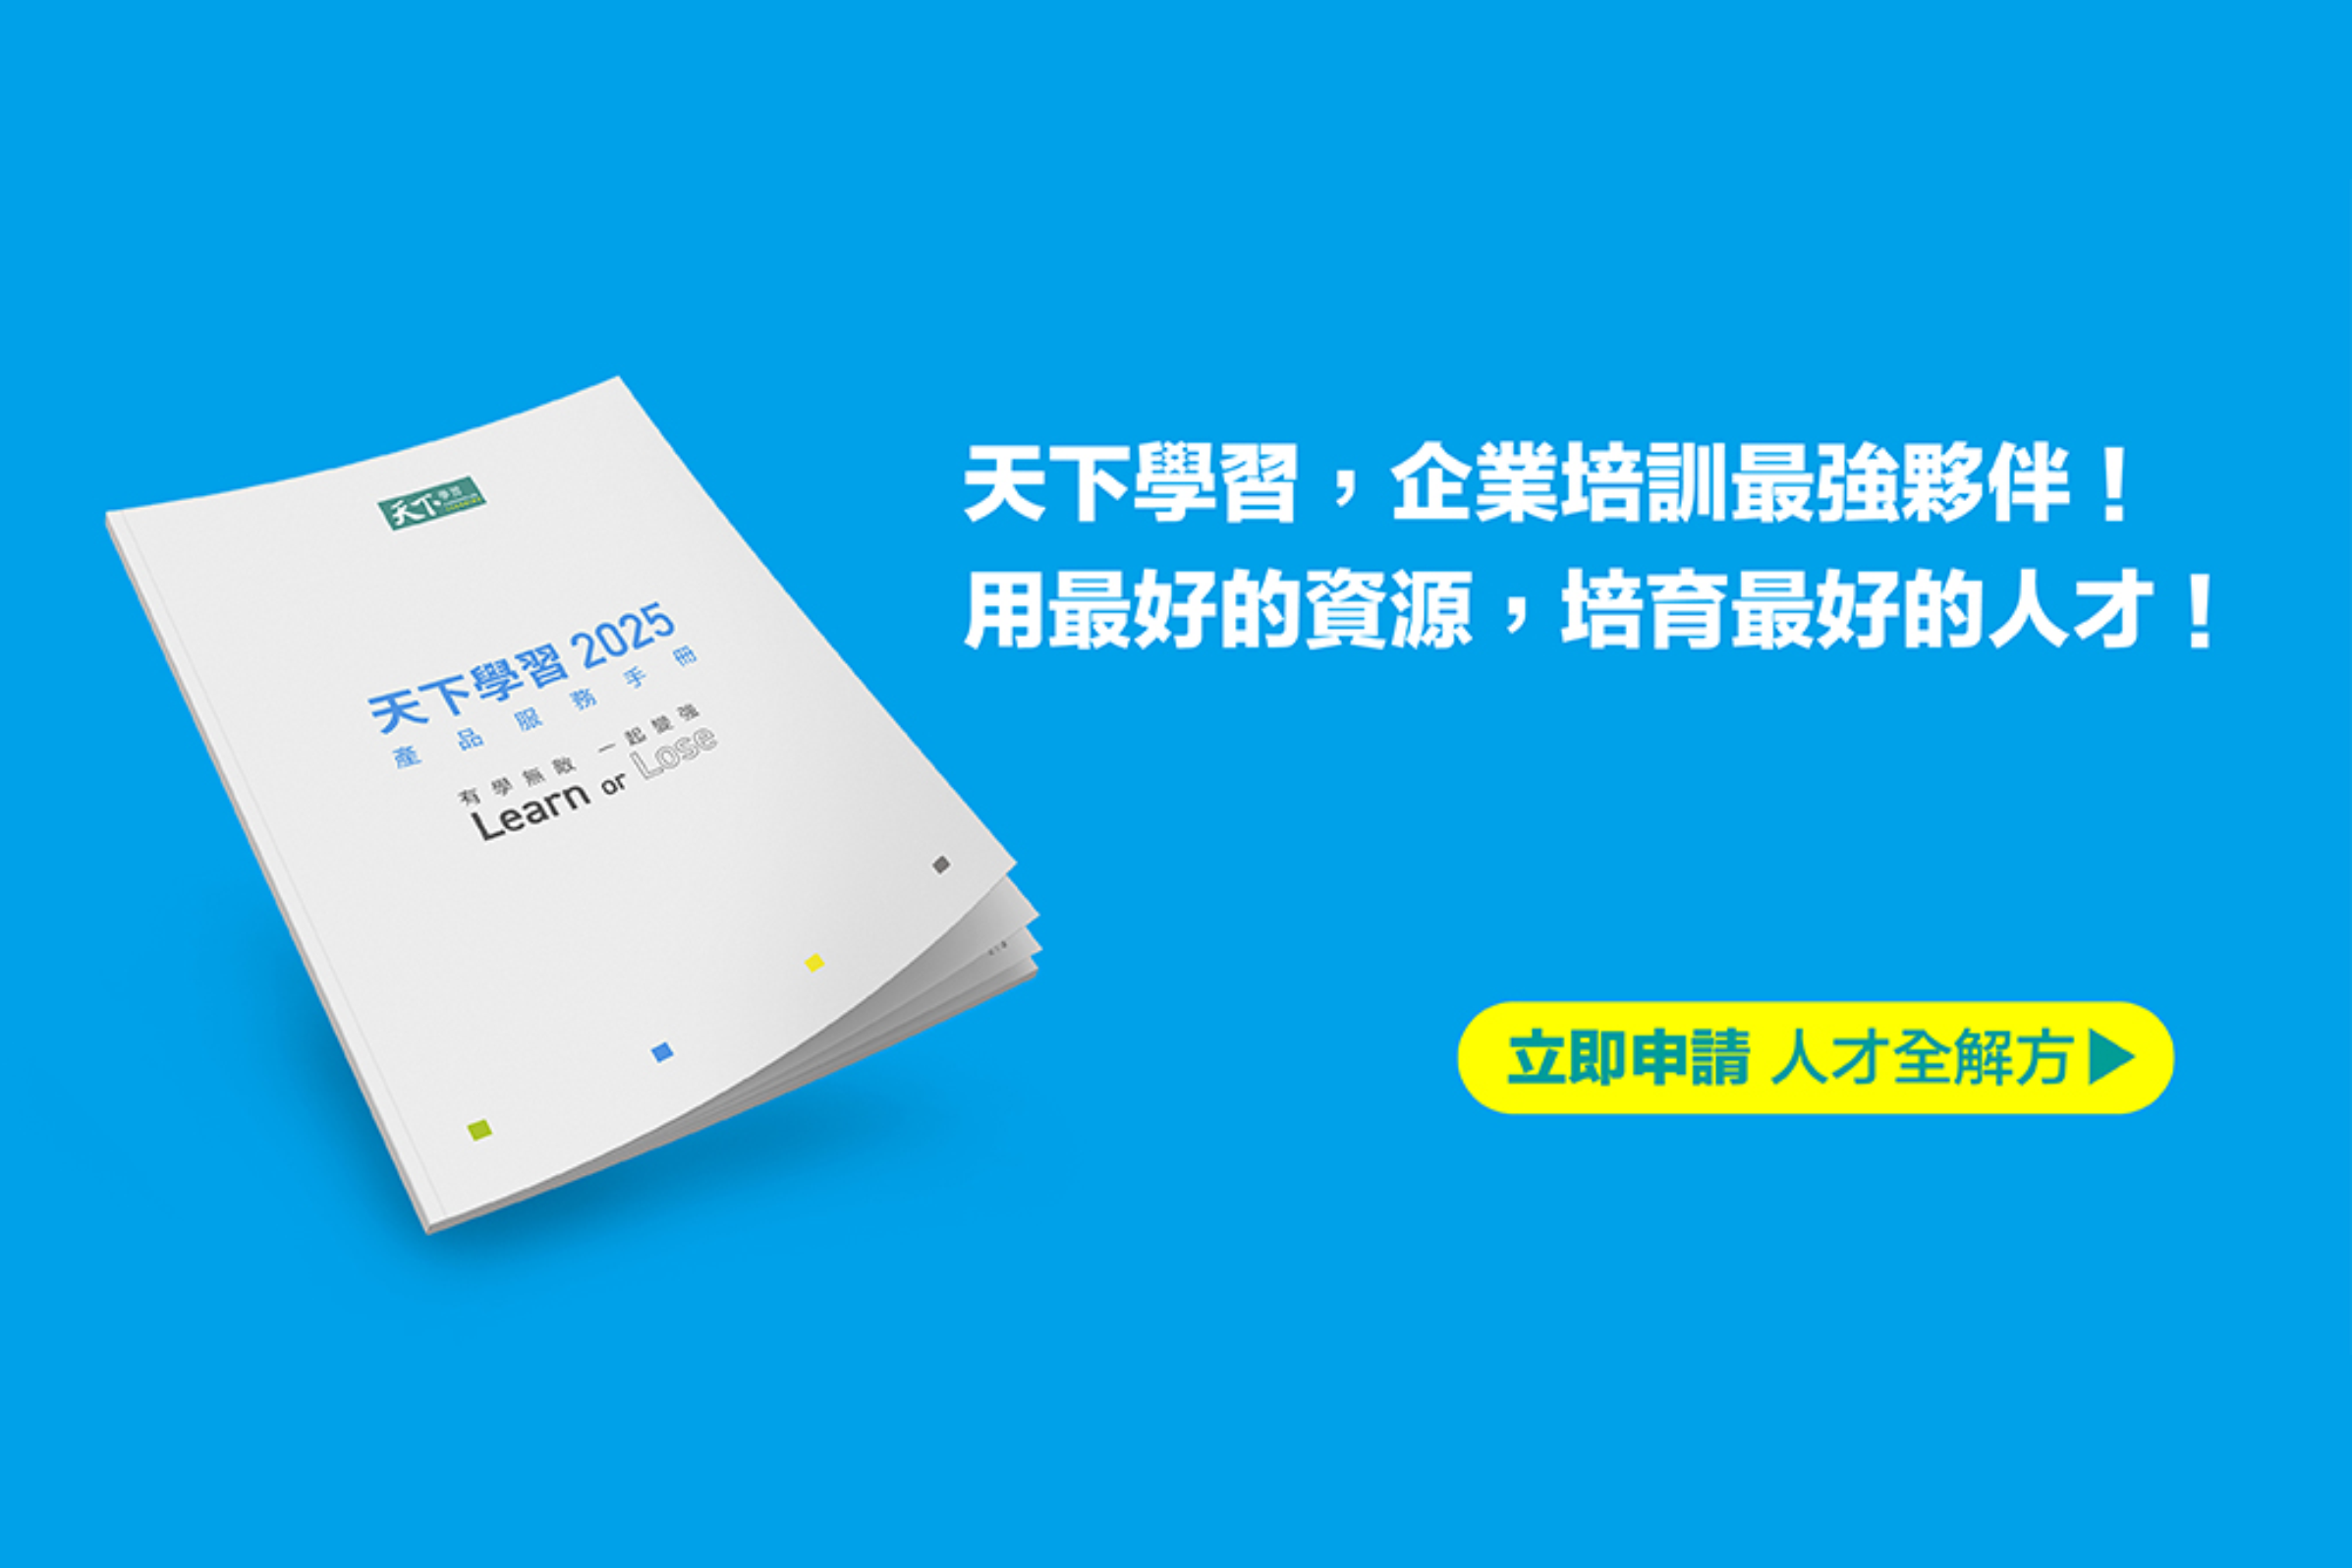 天下學習
天下學習 2025
產品服務手冊
有學無敵 一起變強
Learn or Lose
天下學習，企業培訓最強夥伴！
用最好的資源，培育最好的人才！
立即申請 人才全解方▶